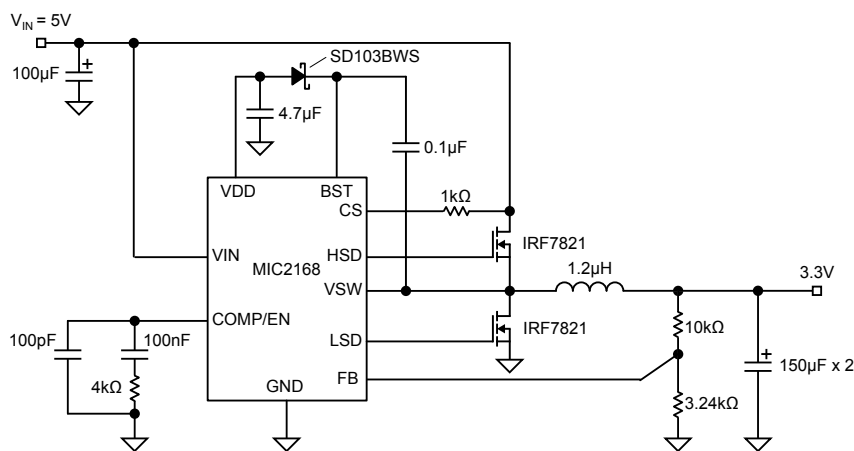 VIN = 5V
100µF
SD103BWS
4.7µF
0.1µF
VDD
BST
CS
1kΩ
VIN
HSD
IRF7821
MIC2168
1.2µH
3.3V
VSW
COMP/EN
100pF
100nF
LSD
IRF7821
10kΩ
4kΩ
GND
FB
150µF x 2
3.24kΩ